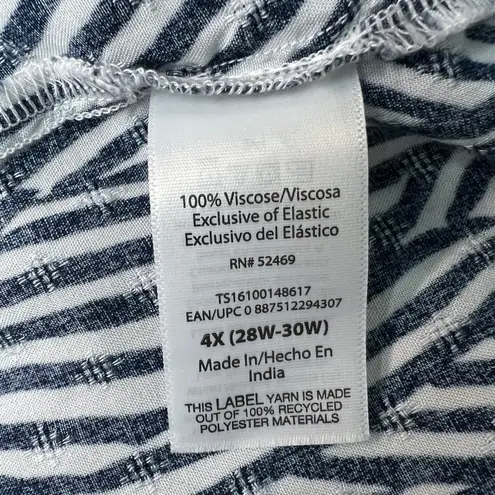 100% Viscose/Viscosa
Exclusive of Elastic
Exclusivo del Elástico
RN# 52469
TS16100148617
EAN/UPC 0 887512294307
4X (28W-30W)
Made In/Hecho En
India
THIS LABEL YARN IS MADE
OUT OF 100% RECYCLED
POLYESTER MATERIALS